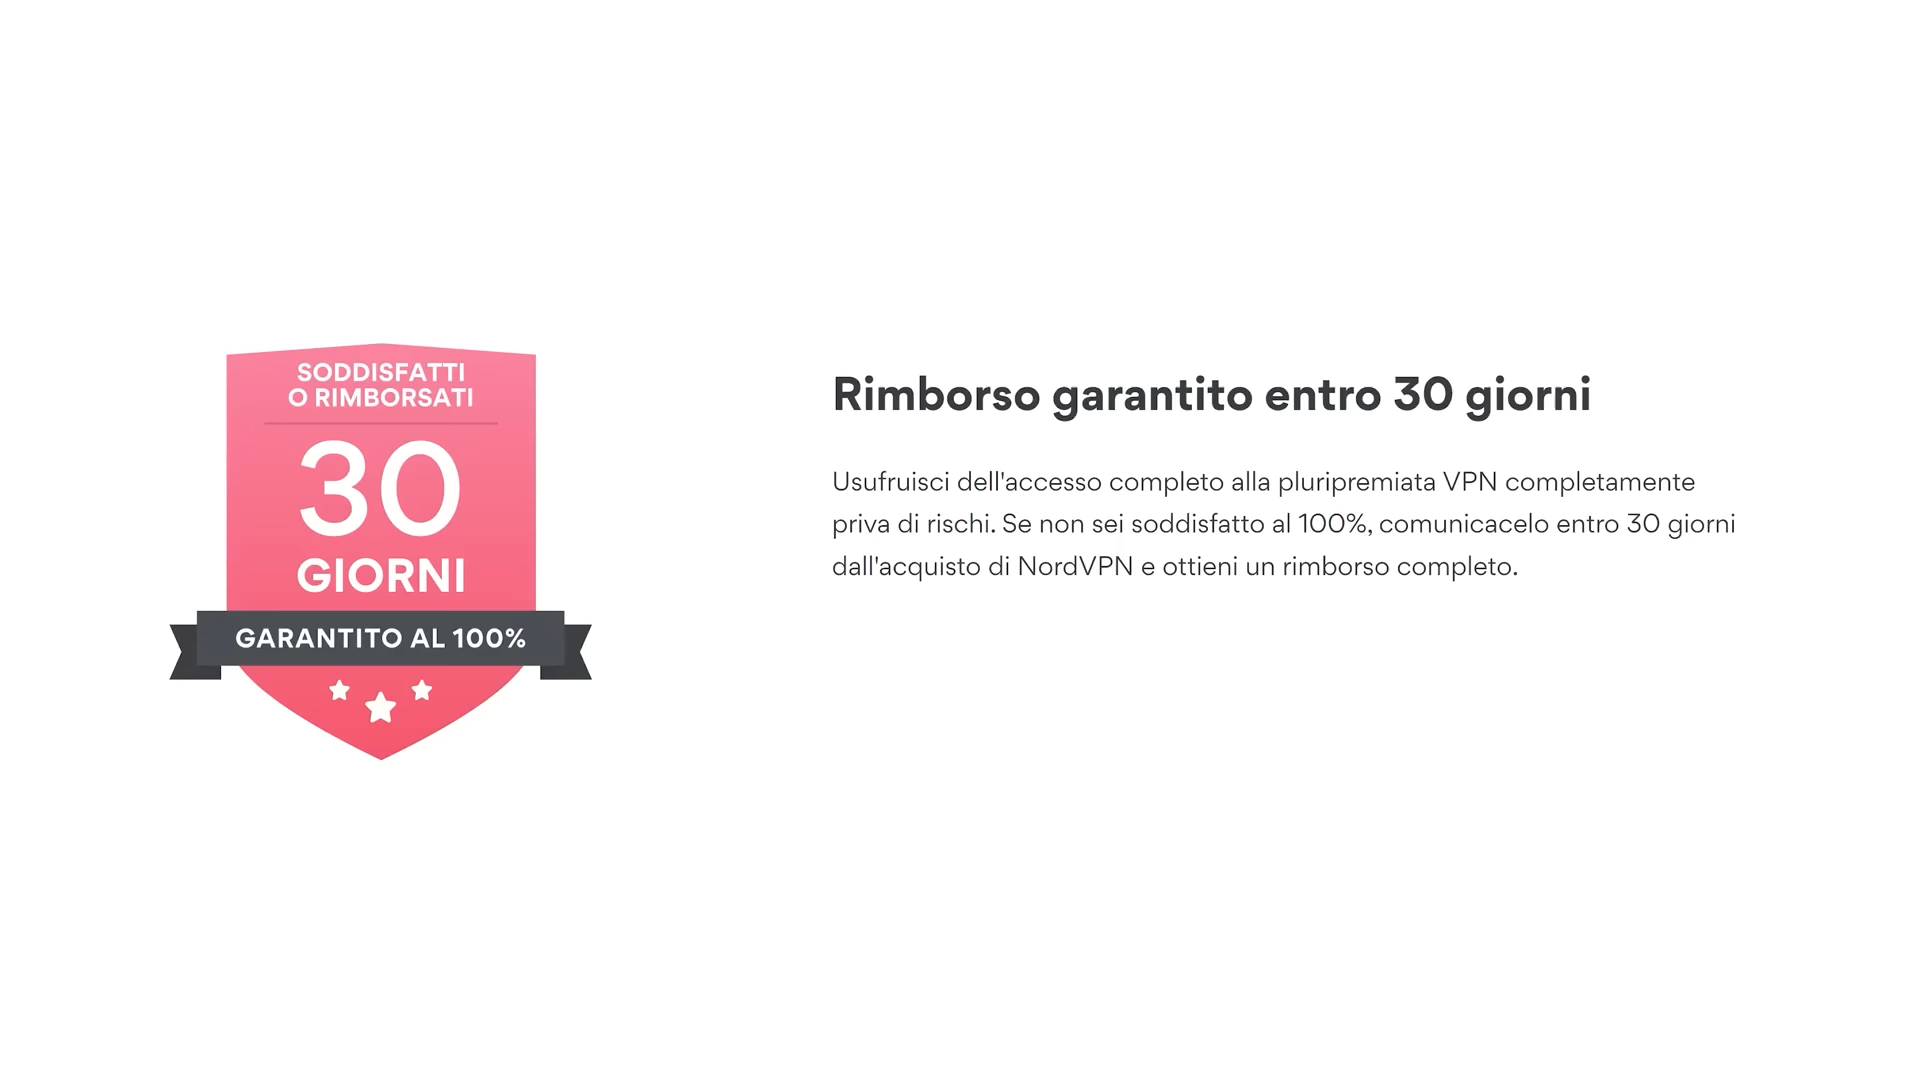 SODDISFATTI
O RIMBORSATI
30
GIORNI
GARANTITO AL 100%
Rimborso garantito entro 30 giorni
Usufruisci dell'accesso completo alla pluripremiata VPN completamente
priva di rischi. Se non sei soddisfatto al 100%, comunicacelo entro 30 giorni
dall'acquisto di NordVPN e ottieni un rimborso completo.